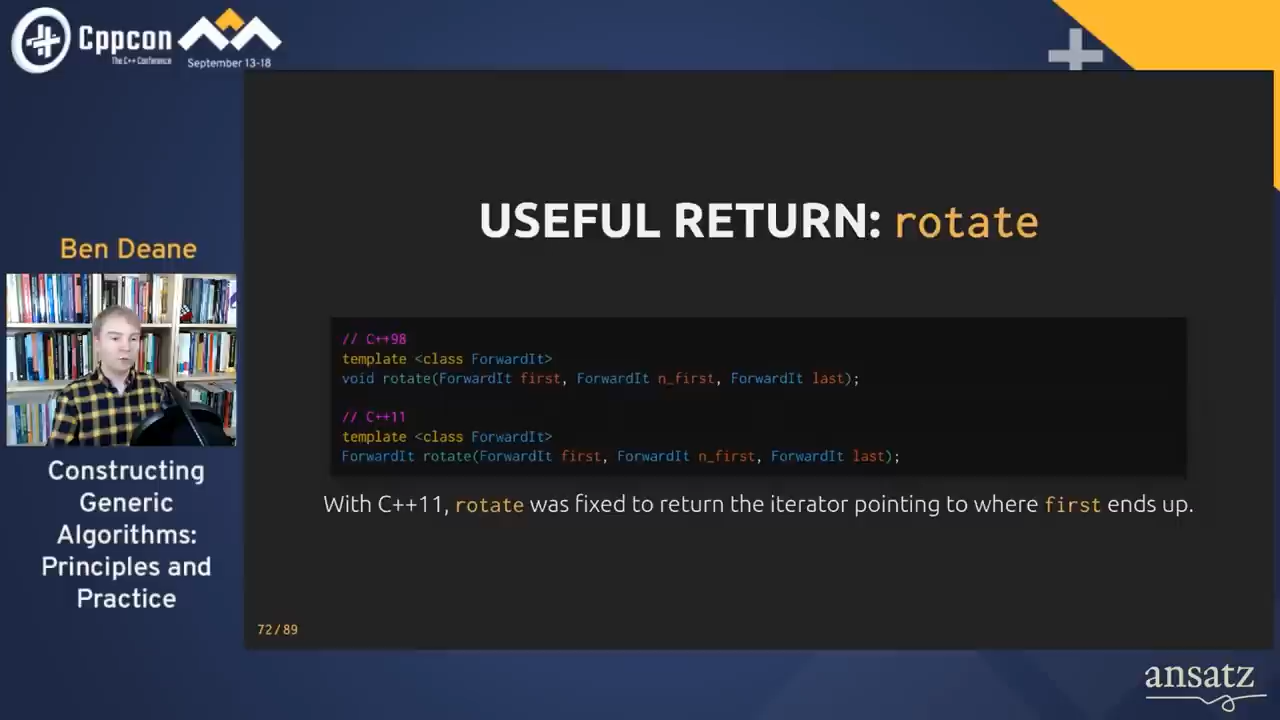 Cppcon
The C++ Conference
September 13-18
Ben Deane
Constructing
Generic
Algorithms:
Principles and
Practice
USEFUL RETURN: rotate
// C++98
template <class ForwardIt>
void rotate(ForwardIt first, ForwardIt n_first, ForwardIt last);
// C++11
template <class ForwardIt>
ForwardIt rotate(ForwardIt first, ForwardIt n_first, ForwardIt last);
With C++11, rotate was fixed to return the iterator pointing to where first ends up.
72/89
ansatz